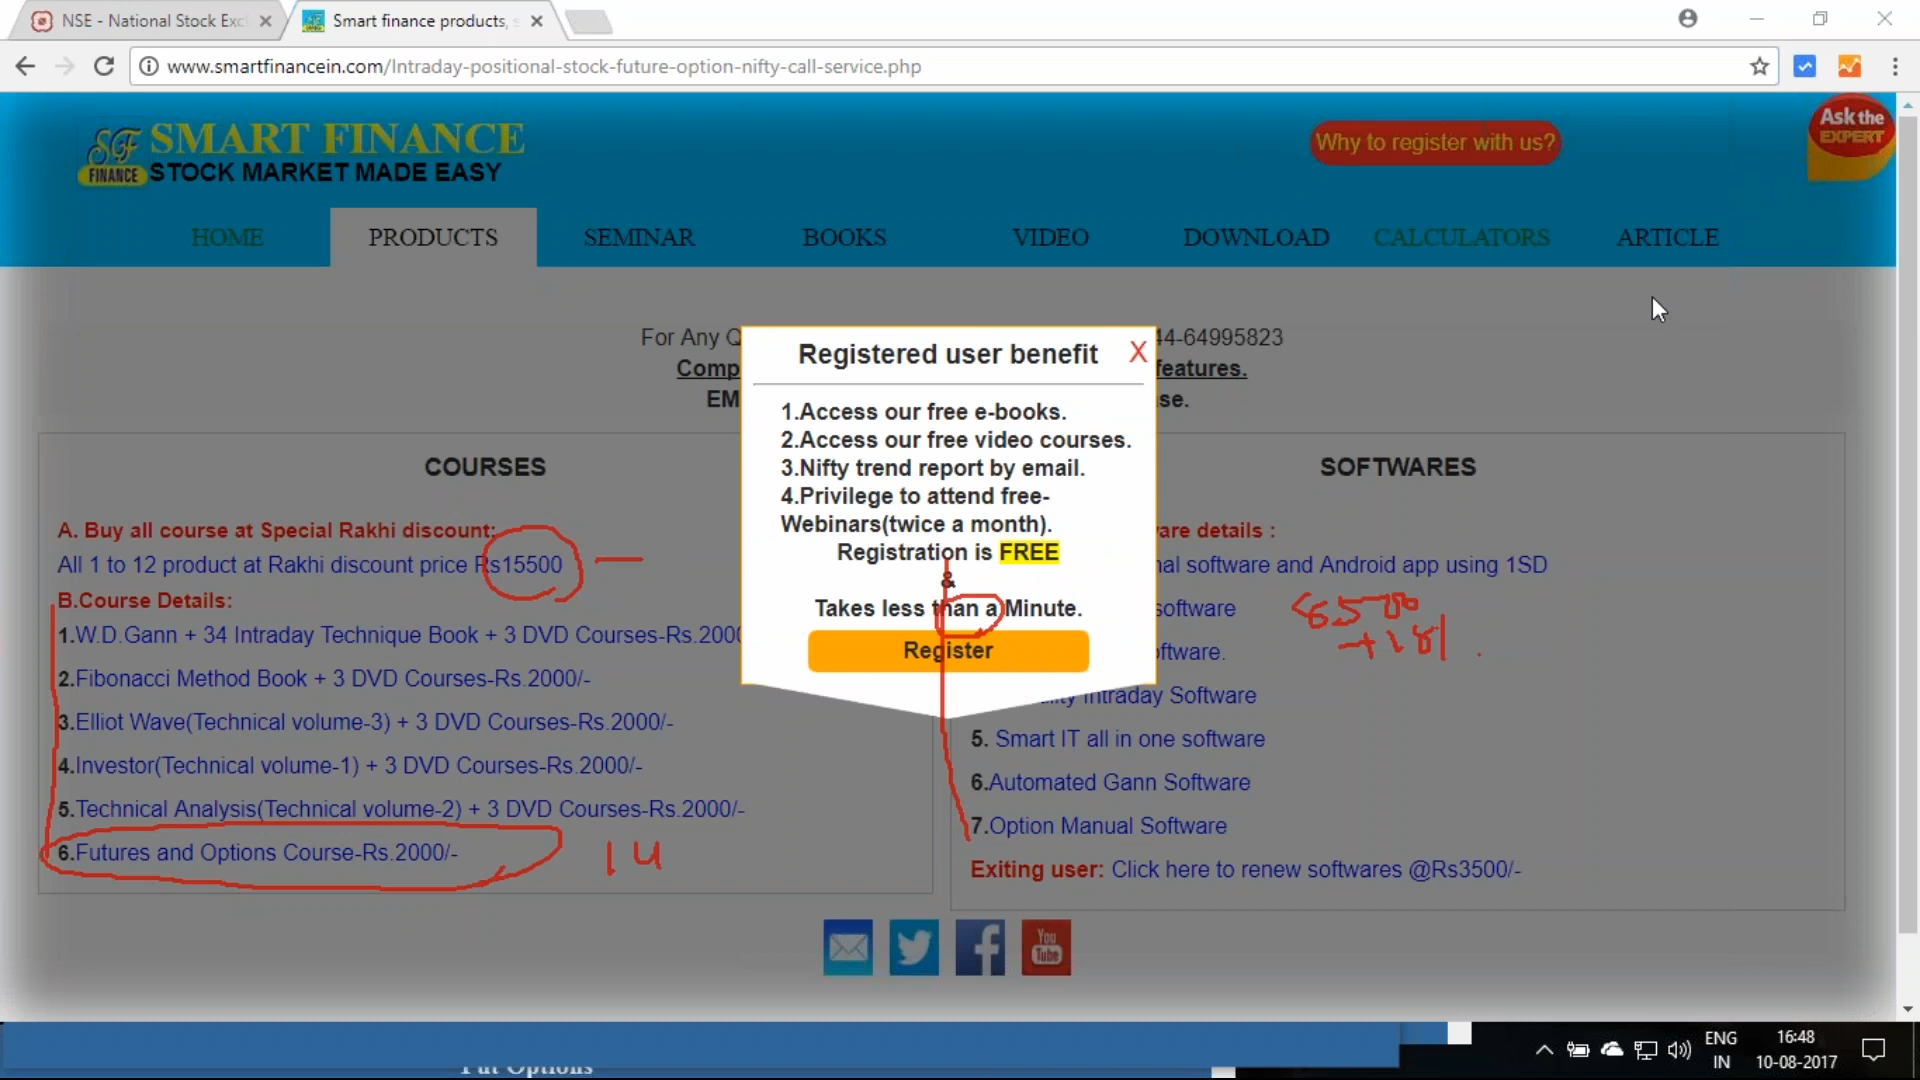 NSE - National Stock Exc
Smart finance products, s
www.smartfinancein.com/Intraday-positional-stock-future-option-nifty-call-service.php
SF
FINANCE
SMART FINANCE
STOCK MARKET MADE EASY
Why to register with us?
Ask the
EXPERT
HOME PRODUCTS SEMINAR BOOKS VIDEO DOWNLOAD CALCULATORS ARTICLE
For Any Q 44-64995823
Comp features.
EM se.
Registered user benefit X
1.Access our free e-books.
2.Access our free video courses.
3.Nifty trend report by email.
4.Privilege to attend free-
Webinars(twice a month).
Registration is FREE
&
Takes less than a Minute.
Register
COURSES
A. Buy all course at Special Rakhi discount:
All 1 to 12 product at Rakhi discount price Rs15500
B.Course Details:
1.W.D.Gann + 34 Intraday Technique Book + 3 DVD Courses-Rs.200
2.Fibonacci Method Book + 3 DVD Courses-Rs.2000/-
3.Elliot Wave(Technical volume-3) + 3 DVD Courses-Rs.2000/-
4.Investor(Technical volume-1) + 3 DVD Courses-Rs.2000/-
5.Technical Analysis(Technical volume-2) + 3 DVD Courses-Rs.2000/-
6.Futures and Options Course-Rs.2000/-
14
SOFTWARES
are details :
al software and Android app using 1SD
software
8500
ftware.
Intraday Software
5. Smart IT all in one software
6.Automated Gann Software
7.Option Manual Software
Exiting user: Click here to renew softwares @Rs3500/-
You
Tube
Put Options
ENG
IN
16:48
10-08-2017